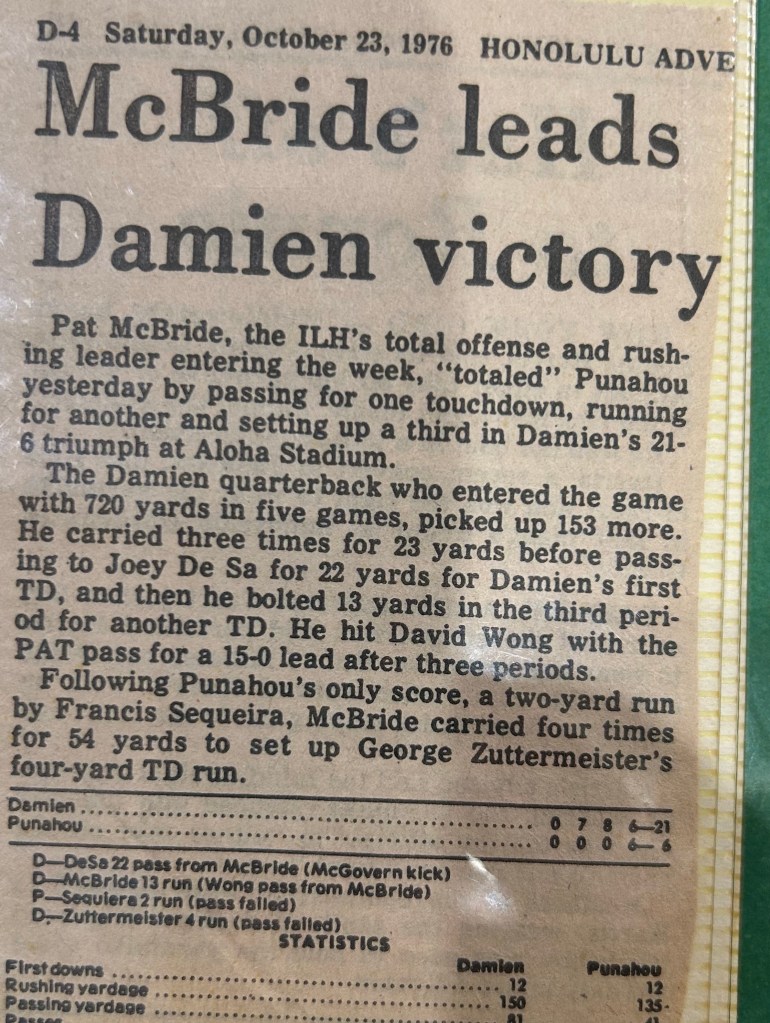 D-4 Saturday, October 23, 1976 HONOLULU ADVE
McBride leads
Damien victory
Pat McBride, the ILH's total offense and rush-
ing leader entering the week, "totaled" Punahou
yesterday by passing for one touchdown, running
for another and setting up a third in Damien's 21-
6 triumph at Aloha Stadium.
The Damien quarterback who entered the game
with 720 yards in five games, picked up 153 more.
He carried three times for 23 yards before pass-
ing to Joey De Sa for 22 yards for Damien's first
TD, and then he bolted 13 yards in the third peri-
od for another TD. He hit David Wong with the
PAT pass for a 15-0 lead after three periods.
Following Punahou's only score, a two-yard run
by Francis Sequeira, McBride carried four times
for 54 yards to set up George Zuttermeister's
four-yard TD run.
Damien ........ 0 7 8 6—21
Punahou ........ 0 0 0 6— 6
D—DeSa 22 pass from McBride (McGovern kick)
D—McBride 13 run (Wong pass from McBride)
P—Sequiera 2 run (pass failed)
D—Zuttermeister 4 run (pass failed)
STATISTICS
Damien Punahou
First downs ........ 12 12
Rushing yardage ........ 150 135
Passing yardage ........ 81 41